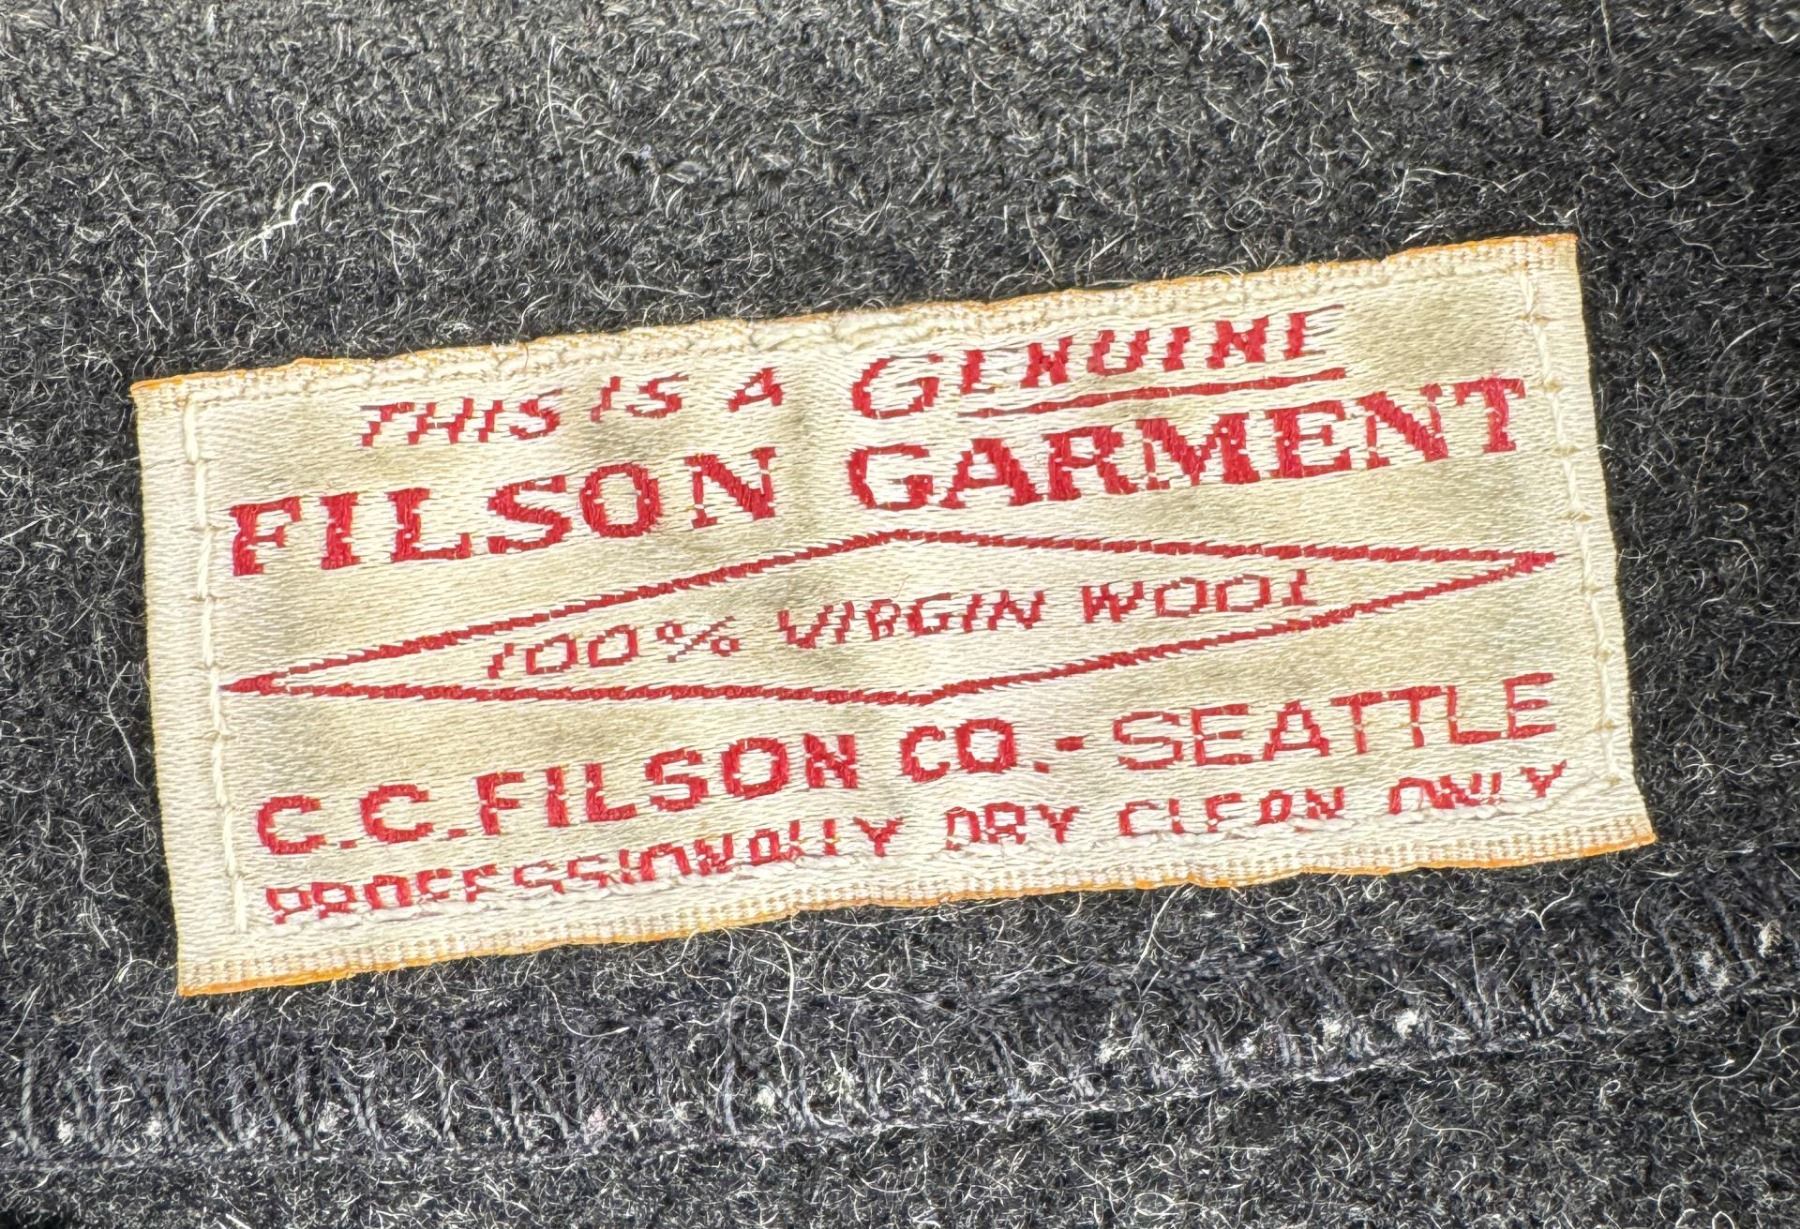 THIS IS A GENUINE
FILSON GARMENT
100% VIRGIN WOOL
C.C. FILSON CO. - SEATTLE
PROFESSIONALLY DRY CLEAN ONLY